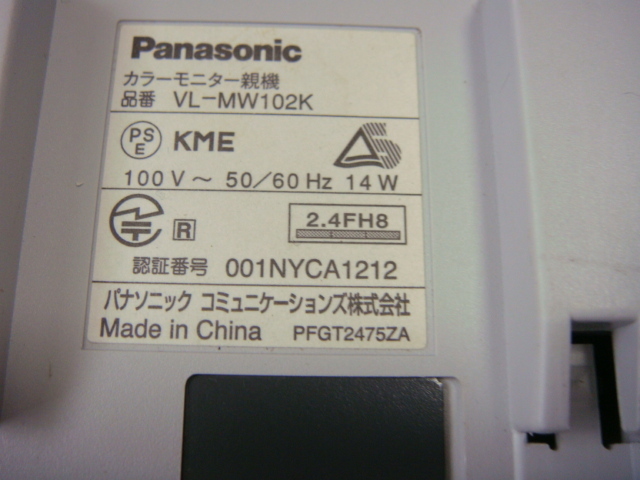 Panasonic
カラーモニター親機
品番 VL-MW102K
PS E KME
100V～ 50/60Hz 14W
R 2.4FH8
認証番号 001NYCA1212
パナソニック コミュニケーションズ株式会社
Made in China PFGT2475ZA